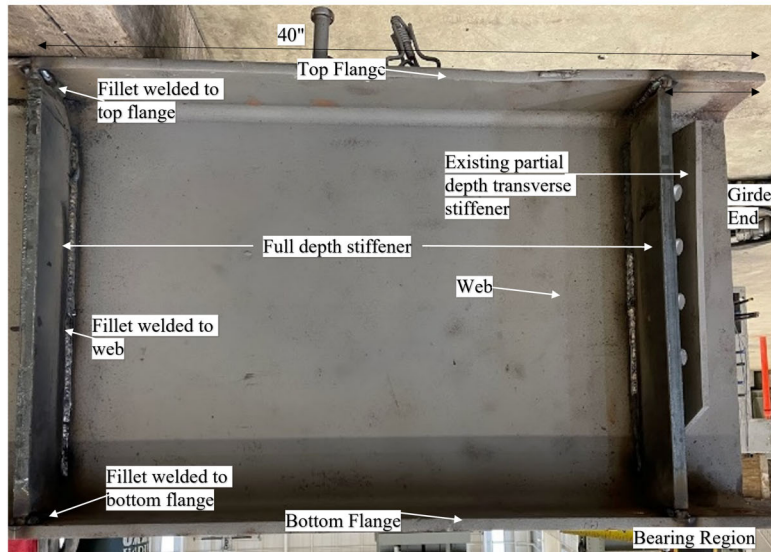 40"
Top Flange
Fillet welded to
top flange
Existing partial
depth transverse
stiffener
Girde
End
Full depth stiffener
Web
Fillet welded to
web
Fillet welded to
bottom flange
Bottom Flange
Bearing Region